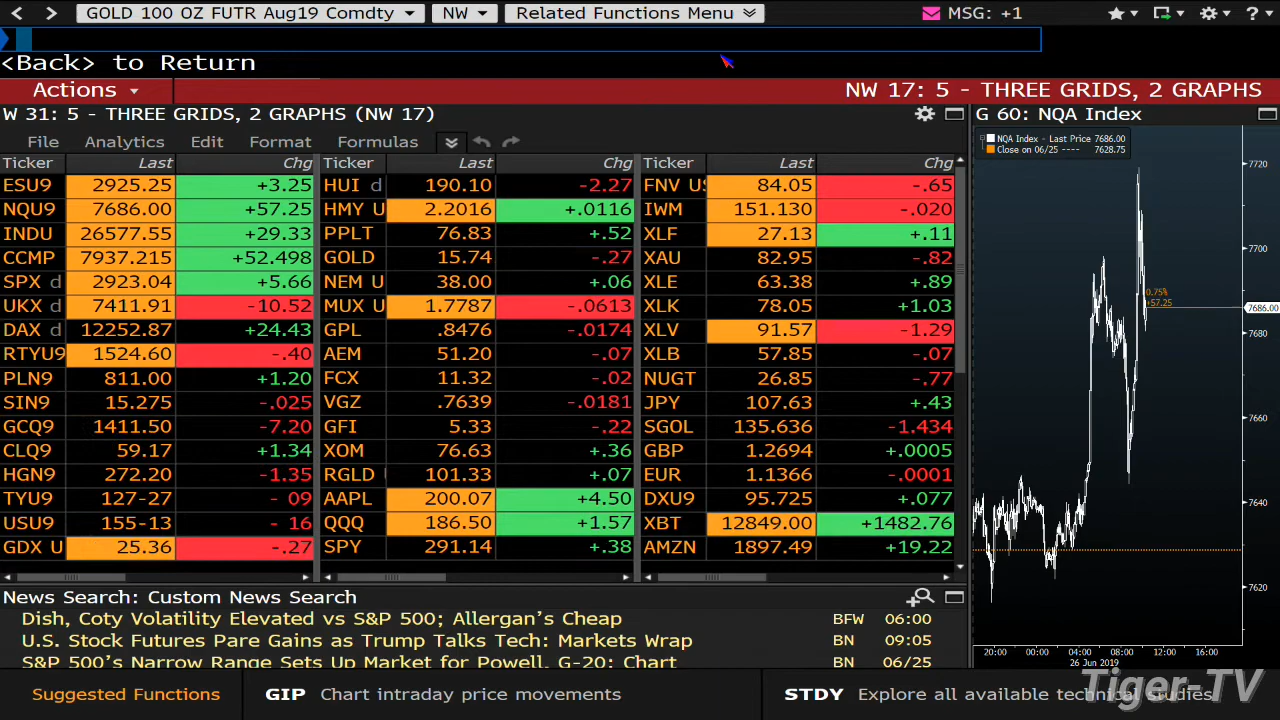 GOLD 100 OZ FUTR Aug19 Comdty NW Related Functions Menu MSG: +1 ?
<Back> to Return
Actions NW 17: 5 - THREE GRIDS, 2 GRAPHS
W 31: 5 - THREE GRIDS, 2 GRAPHS (NW 17)
File Analytics Edit Format Formulas
Ticker Last Chg Ticker Last Chg Ticker Last Chg
ESU9 2925.25 +3.25 HUI d 190.10 -2.27 FNV US 84.05 -.65
NQU9 7686.00 +57.25 HMY U 2.2016 +.0116 IWM 151.130 -.020
INDU 26577.55 +29.33 PPLT 76.83 +.52 XLF 27.13 +.11
CCMP 7937.215 +52.498 GOLD 15.74 -.27 XAU 82.95 -.82
SPX d 2923.04 +5.66 NEM U 38.00 +.06 XLE 63.38 +.89
UKX d 7411.91 -10.52 MUX U 1.7787 -.0613 XLK 78.05 +1.03
DAX d 12252.87 +24.43 GPL .8476 -.0174 XLV 91.57 -1.29
RTYU9 1524.60 -.40 AEM 51.20 -.07 XLB 57.85 -.07
PLN9 811.00 +1.20 FCX 11.32 -.02 NUGT 26.85 -.77
SIN9 15.275 -.025 VGZ .7639 -.0181 JPY 107.63 +.43
GCQ9 1411.50 -7.20 GFI 5.33 -.22 SGOL 135.636 -1.434
CLQ9 59.17 +1.34 XOM 76.63 +.36 GBP 1.2694 +.0005
HGN9 272.20 -1.35 RGLD 101.33 +.07 EUR 1.1366 -.0001
TYU9 127-27 - 09 AAPL 200.07 +4.50 DXU9 95.725 +.077
USU9 155-13 - 16 QQQ 186.50 +1.57 XBT 12849.00 +1482.76
GDX U 25.36 -.27 SPY 291.14 +.38 AMZN 1897.49 +19.22
News Search: Custom News Search
Dish, Coty Volatility Elevated vs S&P 500; Allergan's Cheap BFW 06:00
U.S. Stock Futures Pare Gains as Trump Talks Tech: Markets Wrap BN 09:05
S&P 500's Narrow Range Sets Up Market for Powell, G-20: Chart BN 06/25
G 60: NQA Index
NQA Index - Last Price 7686.00
Close on 06/25 ---- 7628.75
7720
7700
0.75%
+57.25
7686.00
7680
7660
7640
7620
20:00 00:00 04:00 08:00 12:00 16:00
26 Jun 2019
Suggested Functions GIP Chart intraday price movements STDY Explore all available technical studies
Tiger-TV